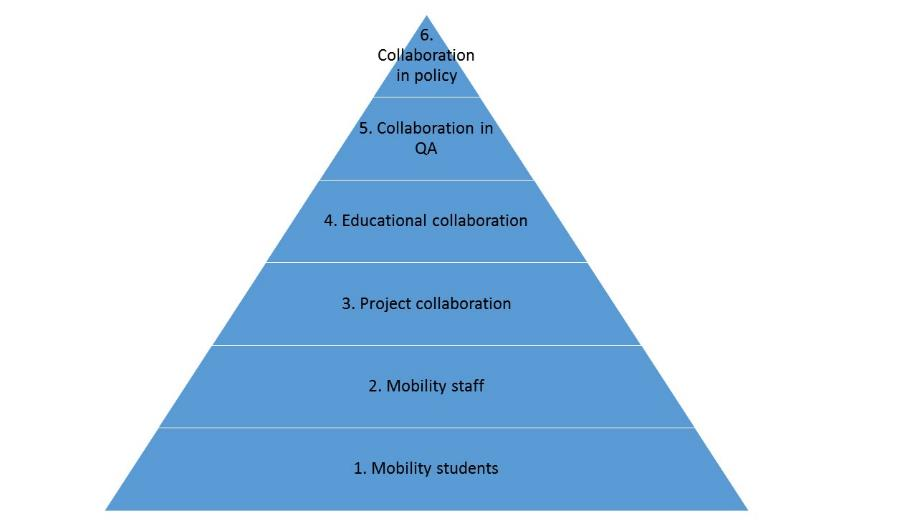 6.
Collaboration
in policy
5. Collaboration in
QA
4. Educational collaboration
3. Project collaboration
2. Mobility staff
1. Mobility students